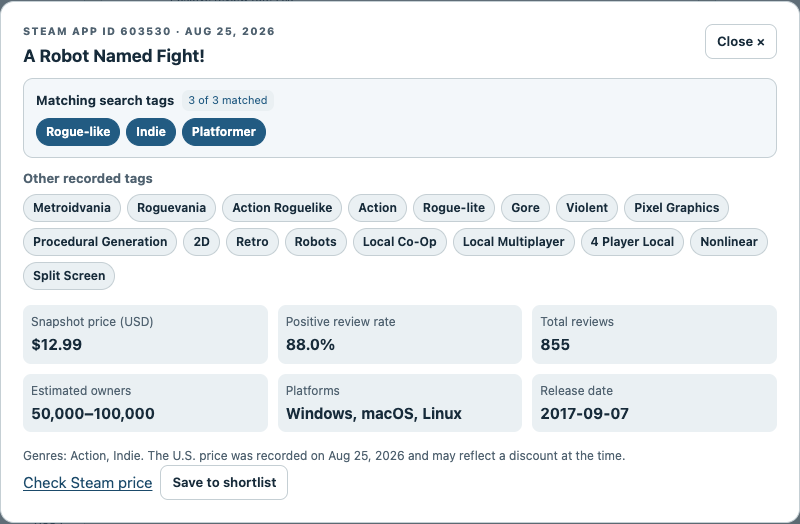 STEAM APP ID 603530 · AUG 25, 2026
A Robot Named Fight!
Close ×
Matching search tags 3 of 3 matched
Rogue-like Indie Platformer
Other recorded tags
Metroidvania Roguevania Action Roguelike Action Rogue-lite Gore Violent Pixel Graphics
Procedural Generation 2D Retro Robots Local Co-Op Local Multiplayer 4 Player Local Nonlinear
Split Screen
Snapshot price (USD) Positive review rate Total reviews
$12.99 88.0% 855
Estimated owners Platforms Release date
50,000–100,000 Windows, macOS, Linux 2017-09-07
Genres: Action, Indie. The U.S. price was recorded on Aug 25, 2026 and may reflect a discount at the time.
Check Steam price Save to shortlist